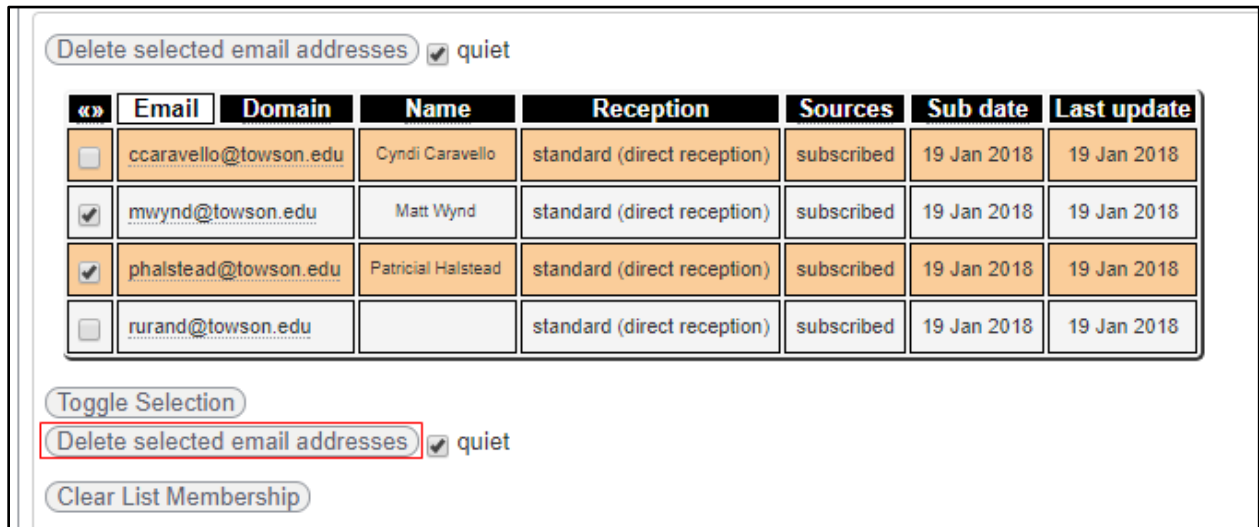 Delete selected email addresses quiet
«» Email Domain Name Reception Sources Sub date Last update
ccaravello@towson.edu Cyndi Caravello standard (direct reception) subscribed 19 Jan 2018 19 Jan 2018
mwynd@towson.edu Matt Wynd standard (direct reception) subscribed 19 Jan 2018 19 Jan 2018
phalstead@towson.edu Patricial Halstead standard (direct reception) subscribed 19 Jan 2018 19 Jan 2018
rurand@towson.edu standard (direct reception) subscribed 19 Jan 2018 19 Jan 2018
Toggle Selection
Delete selected email addresses quiet
Clear List Membership